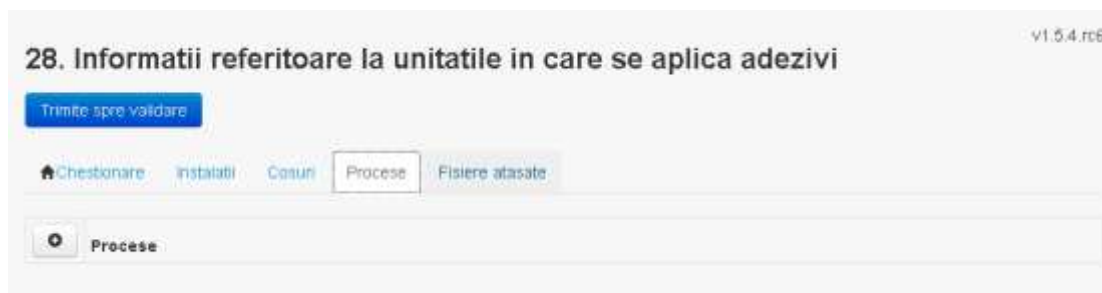 v1.5.4.rc6
28. Informatii referitoare la unitatile in care se aplica adezivi
Trimite spre validare
Chestionare Instalatii Cosuri Procese Fisiere atasate
Procese